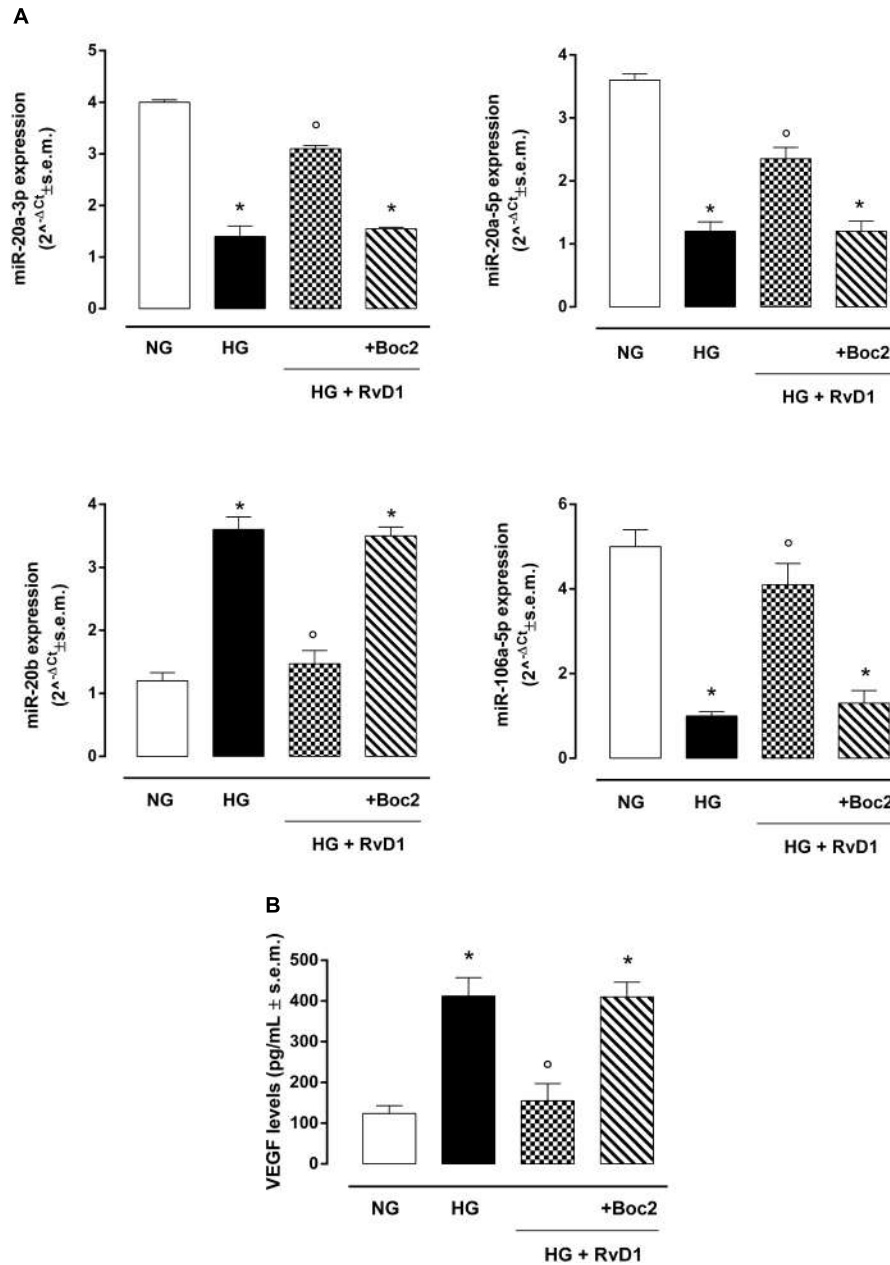 A
miR-20a-3p expression
(2^-ΔCt±s.e.m.)
5
4
3
2
1
0
°
*
*
NG HG +Boc2
HG + RvD1
miR-20a-5p expression
(2^-ΔCt±s.e.m.)
4
3
2
1
0
°
*
*
NG HG +Boc2
HG + RvD1
miR-20b expression
(2^-ΔCt±s.e.m.)
4
3
2
1
0
*
*
°
NG HG +Boc2
HG + RvD1
miR-106a-5p expression
(2^-ΔCt±s.e.m.)
6
4
2
0
°
*
*
NG HG +Boc2
HG + RvD1
B
VEGF levels (pg/mL ± s.e.m.)
500
400
300
200
100
0
* *
°
NG HG +Boc2
HG + RvD1